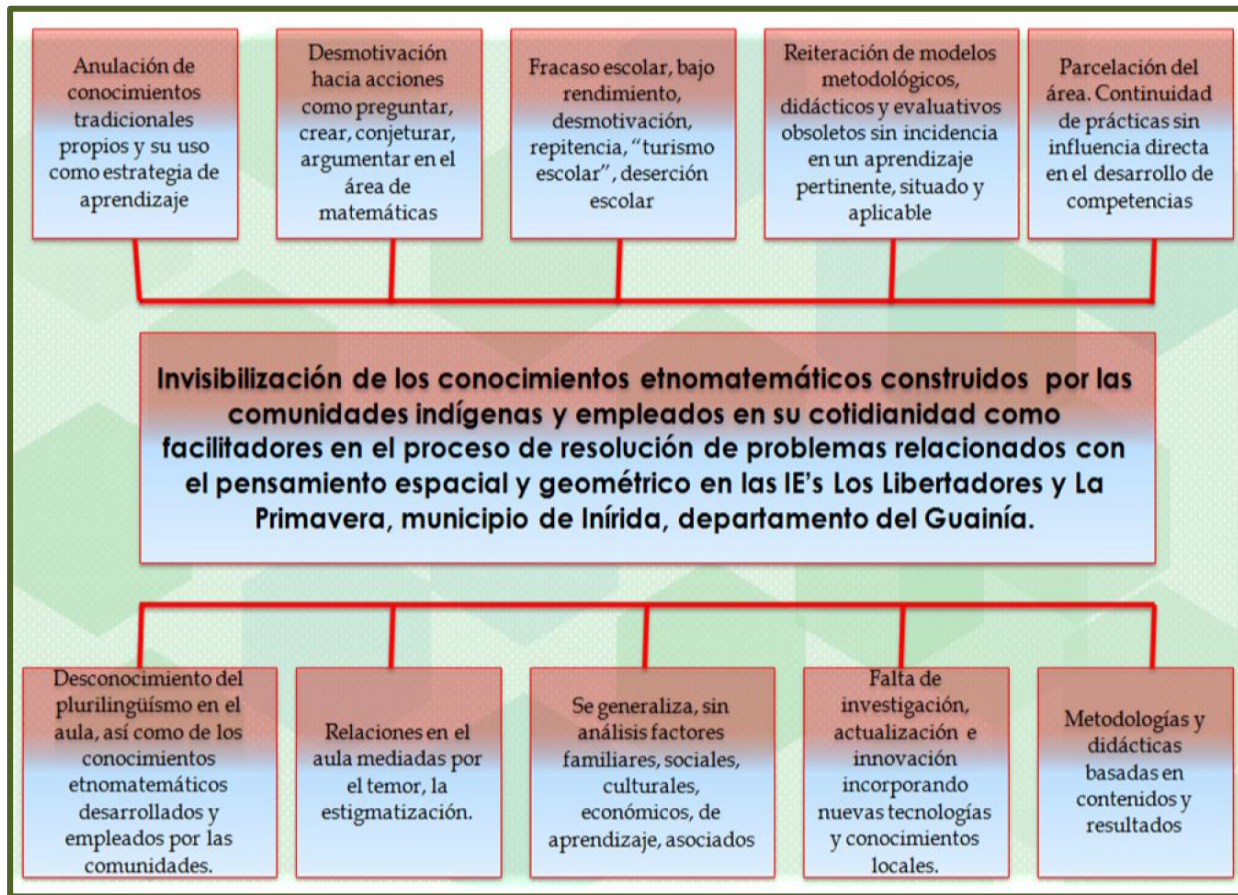 Anulación de
conocimientos
tradicionales
propios y su uso
como estrategia de
aprendizaje
Desmotivación
hacia acciones
como preguntar,
crear, conjeturar,
argumentar en el
área de
matemáticas
Fracaso escolar, bajo
rendimiento,
desmotivación,
repitencia, “turismo
escolar”, deserción
escolar
Reiteración de modelos
metodológicos,
didácticos y evaluativos
obsoletos sin incidencia
en un aprendizaje
pertinente, situado y
aplicable
Parcelación del
área. Continuidad
de prácticas sin
influencia directa
en el desarrollo de
competencias
Invisibilización de los conocimientos etnomatemáticos construidos por las
comunidades indígenas y empleados en su cotidianidad como
facilitadores en el proceso de resolución de problemas relacionados con
el pensamiento espacial y geométrico en las IE’s Los Libertadores y La
Primavera, municipio de Inírida, departamento del Guainía.
Desconocimiento del
plurilingüísmo en el
aula, así como de los
conocimientos
etnomatemáticos
desarrollados y
empleados por las
comunidades.
Relaciones en el
aula mediadas por
el temor, la
estigmatización.
Se generaliza, sin
análisis factores
familiares, sociales,
culturales,
económicos, de
aprendizaje, asociados
Falta de
investigación,
actualización e
innovación
incorporando
nuevas tecnologías
y conocimientos
locales.
Metodologías y
didácticas
basadas en
contenidos y
resultados